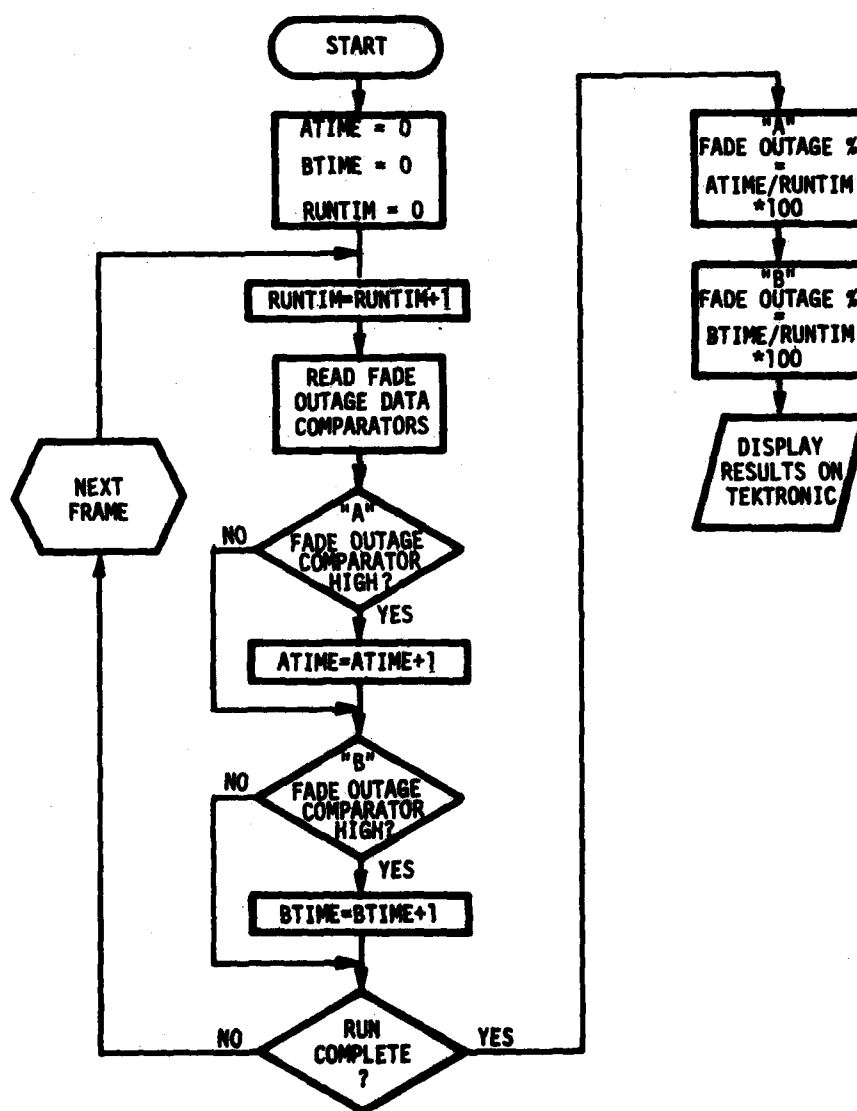 START
ATIME = 0
BTIME = 0
RUNTIM = 0
RUNTIM=RUNTIM+1
READ FADE
OUTAGE DATA
COMPARATORS
NEXT
FRAME
"A"
FADE OUTAGE
COMPARATOR
HIGH?
NO
YES
ATIME=ATIME+1
"B"
FADE OUTAGE
COMPARATOR
HIGH?
NO
YES
BTIME=BTIME+1
RUN
COMPLETE
?
NO
YES
"A"
FADE OUTAGE %
=
ATIME/RUNTIM
*100
"B"
FADE OUTAGE %
=
BTIME/RUNTIM
*100
DISPLAY
RESULTS ON
TEKTRONIC